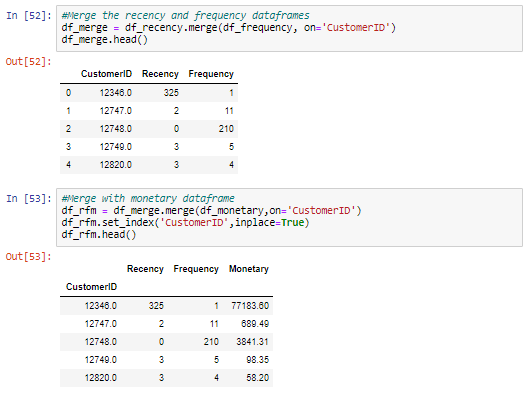 In [52]: #Merge the recency and frequency dataframes
df_merge = df_recency.merge(df_frequency, on='CustomerID')
df_merge.head()
Out[52]:
CustomerID Recency Frequency
0 12346.0 325 1
1 12747.0 2 11
2 12748.0 0 210
3 12749.0 3 5
4 12820.0 3 4
In [53]: #Merge with monetary dataframe
df_rfm = df_merge.merge(df_monetary,on='CustomerID')
df_rfm.set_index('CustomerID',inplace=True)
df_rfm.head()
Out[53]:
Recency Frequency Monetary
CustomerID
12346.0 325 1 77183.60
12747.0 2 11 689.49
12748.0 0 210 3841.31
12749.0 3 5 98.35
12820.0 3 4 58.20